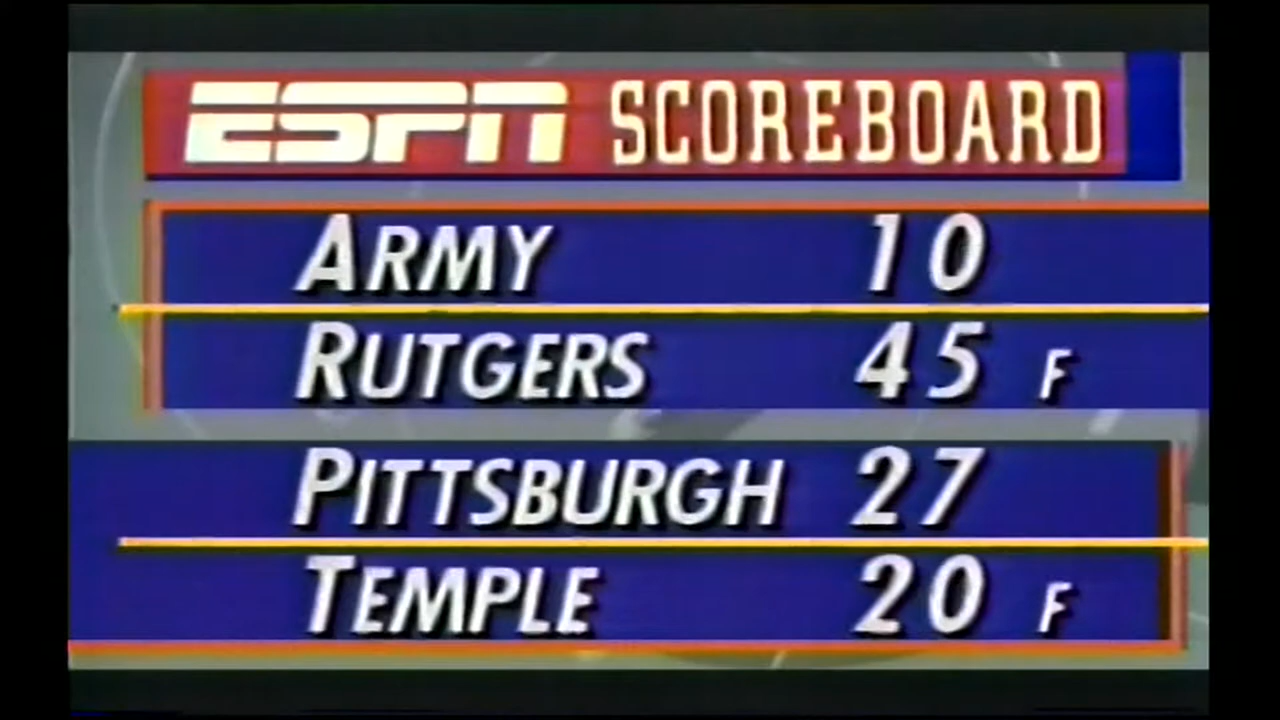 ESPN SCOREBOARD
ARMY 10
RUTGERS 45 F
PITTSBURGH 27
TEMPLE 20 F